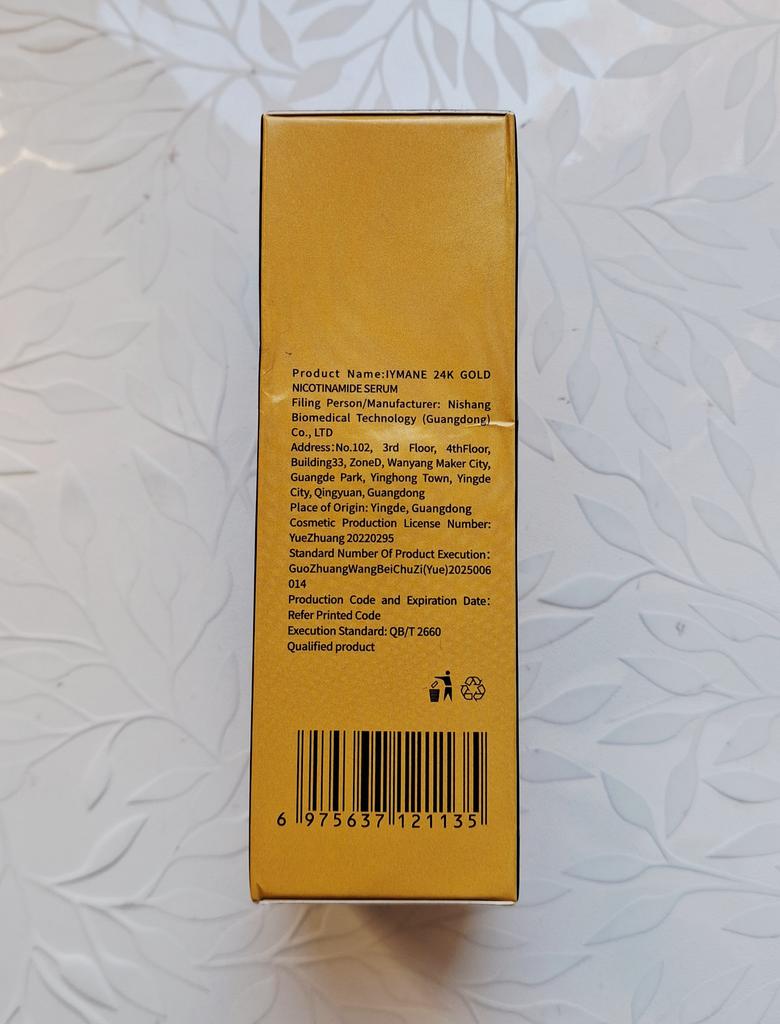 Product Name:IYMANE 24K GOLD
NICOTINAMIDE SERUM
Filing Person/Manufacturer: Nishang
Biomedical Technology (Guangdong)
Co., LTD
Address:No.102, 3rd Floor, 4thFloor,
Building33, ZoneD, Wanyang Maker City,
Guangde Park, Yinghong Town, Yingde
City, Qingyuan, Guangdong
Place of Origin: Yingde, Guangdong
Cosmetic Production License Number:
YueZhuang 20220295
Standard Number Of Product Execution:
GuoZhuangWangBeiChuZi(Yue)2025006
014
Production Code and Expiration Date:
Refer Printed Code
Execution Standard: QB/T 2660
Qualified product
6 975637 121135